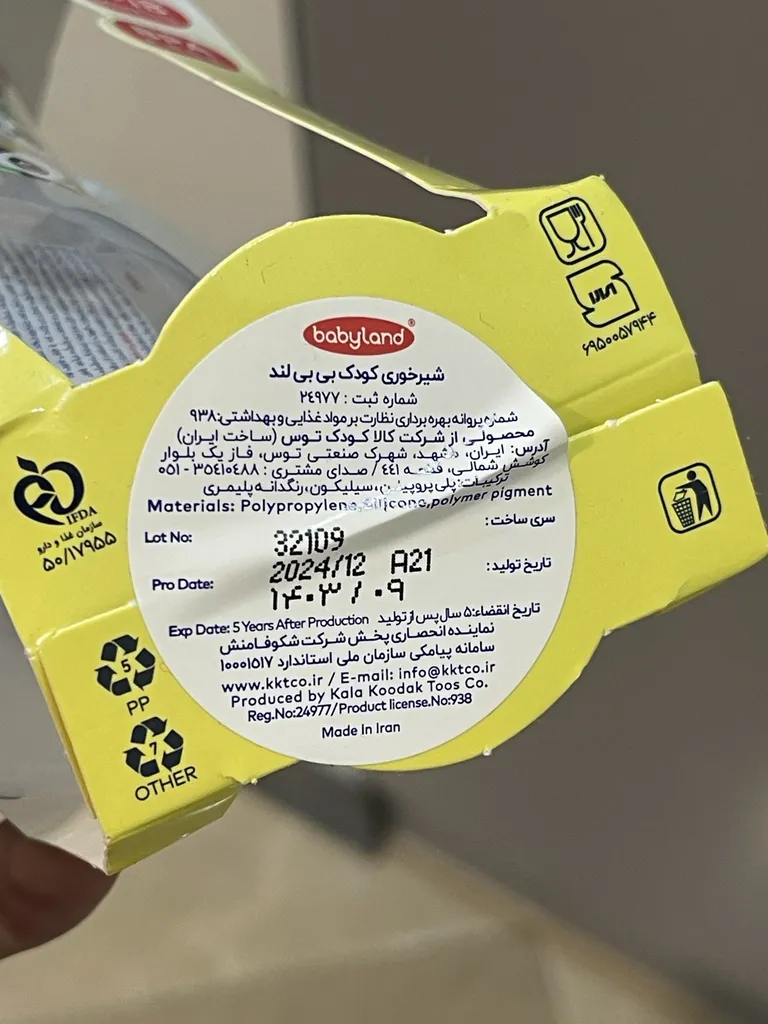 babyland®
شیرخوری کودک بی بی لند
شماره ثبت : ۲۴۹۷۷
شماره پروانه بهره برداری نظارت بر مواد غذایی و بهداشتی: ۹۳۸
محصولی از شرکت کالا کودک توس (ساخت ایران)
آدرس: ایران، مشهد، شهرک صنعتی توس، فاز یک بلوار
کوشش شمالی، قطعه ۴۴۱ / صدای مشتری : ۳۵۴۱۰۴۸۸ - ۰۵۱
ترکیبات: پلی پروپیلن، سیلیکون، رنگدانه پلیمری
Materials: Polypropylene, Silicone, polymer pigment
Lot No: 32109 سری ساخت:
2024/12 A21
Pro Date: ۱۴۰۳/۰۹ تاریخ تولید:
Exp Date: 5 Years After Production تاریخ انقضاء: ۵ سال پس از تولید
نماینده انحصاری پخش شرکت شکوفامنش
سامانه پیامکی سازمان ملی استاندارد ۱۰۰۰۱۵۱۷
www.kktco.ir / E-mail: info@kktco.ir
Produced by Kala Koodak Toos Co.
Reg.No:24977/Product license.No:938
Made In Iran
۶۹۵۰۰۵۷۹۴۴
IFDA
سازمان غذا و دارو
۵۰/۱۷۹۵۵
5
PP
7
OTHER